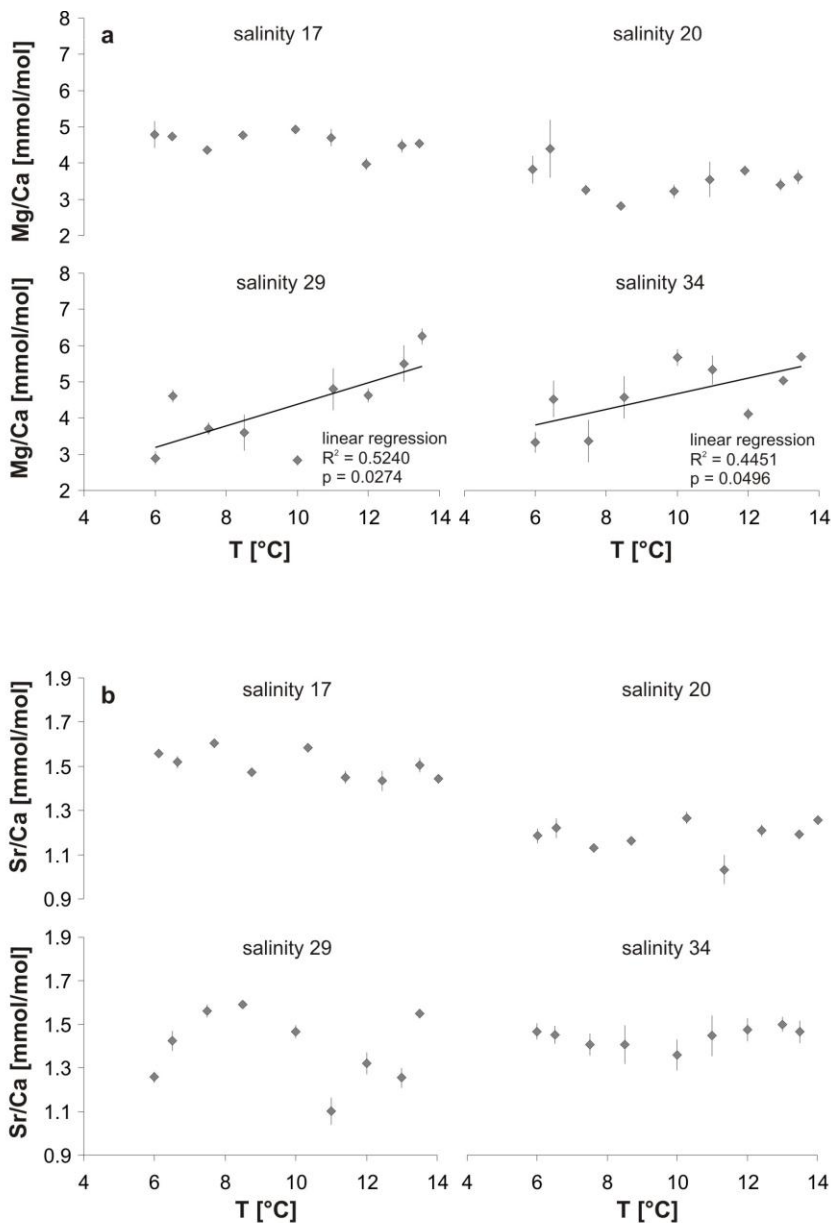 a
salinity 17
salinity 20
Mg/Ca [mmol/mol]
8
7
6
5
4
3
2
salinity 29
salinity 34
Mg/Ca [mmol/mol]
8
7
6
5
4
3
2
linear regression
R² = 0.5240
p = 0.0274
linear regression
R² = 0.4451
p = 0.0496
4 6 8 10 12 14
4 6 8 10 12 14
T [°C]
T [°C]
b
salinity 17
salinity 20
Sr/Ca [mmol/mol]
1.9
1.7
1.5
1.3
1.1
0.9
salinity 29
salinity 34
Sr/Ca [mmol/mol]
1.9
1.7
1.5
1.3
1.1
0.9
4 6 8 10 12 14
4 6 8 10 12 14
T [°C]
T [°C]